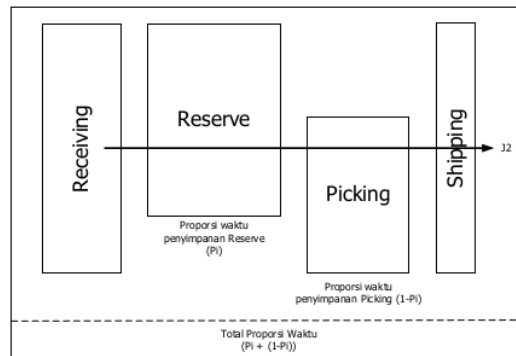 Receiving
Reserve
Proporsi waktu
penyimpanan Reserve
(Pi)
Picking
Proporsi waktu
penyimpanan Picking (1-Pi)
Shipping
J2
Total Proporsi Waktu
(Pi + (1-Pi))